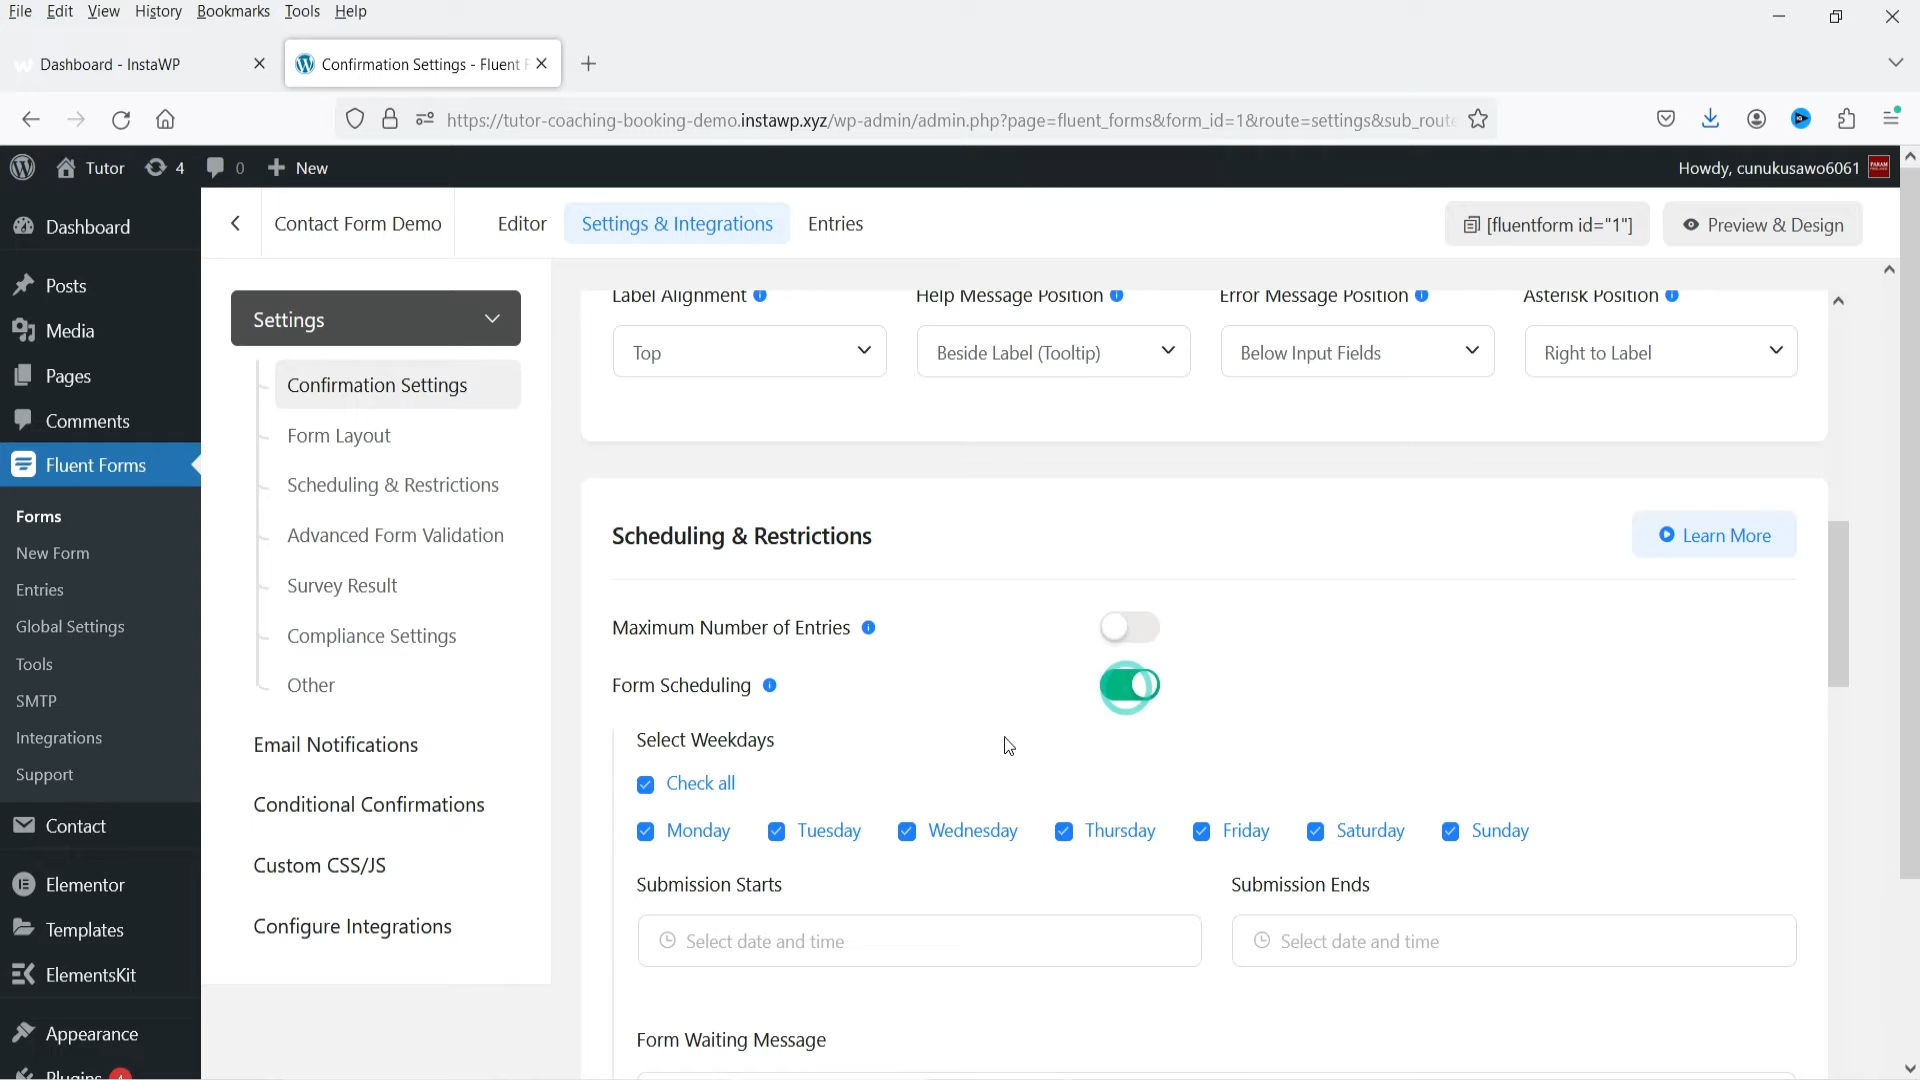 File Edit View History Bookmarks Tools Help
Dashboard - InstaWP
Confirmation Settings - Fluent F
https://tutor-coaching-booking-demo.instawp.xyz/wp-admin/admin.php?page=fluent_forms&form_id=1&route=settings&sub_route
Tutor 4 0 New
Howdy, cunukusawo6061
Dashboard
Posts
Media
Pages
Comments
Fluent Forms
Forms
New Form
Entries
Global Settings
Tools
SMTP
Integrations
Support
Contact
Elementor
Templates
ElementsKit
Appearance
Plugins 4
Contact Form Demo
Editor
Settings & Integrations
Entries
[fluentform id="1"]
Preview & Design
Settings
Confirmation Settings
Form Layout
Scheduling & Restrictions
Advanced Form Validation
Survey Result
Compliance Settings
Other
Email Notifications
Conditional Confirmations
Custom CSS/JS
Configure Integrations
Label Alignment Help Message Position Error Message Position Asterisk Position
Top Beside Label (Tooltip) Below Input Fields Right to Label
Scheduling & Restrictions
Learn More
Maximum Number of Entries
Form Scheduling
Select Weekdays
Check all
Monday Tuesday Wednesday Thursday Friday Saturday Sunday
Submission Starts Submission Ends
Select date and time Select date and time
Form Waiting Message